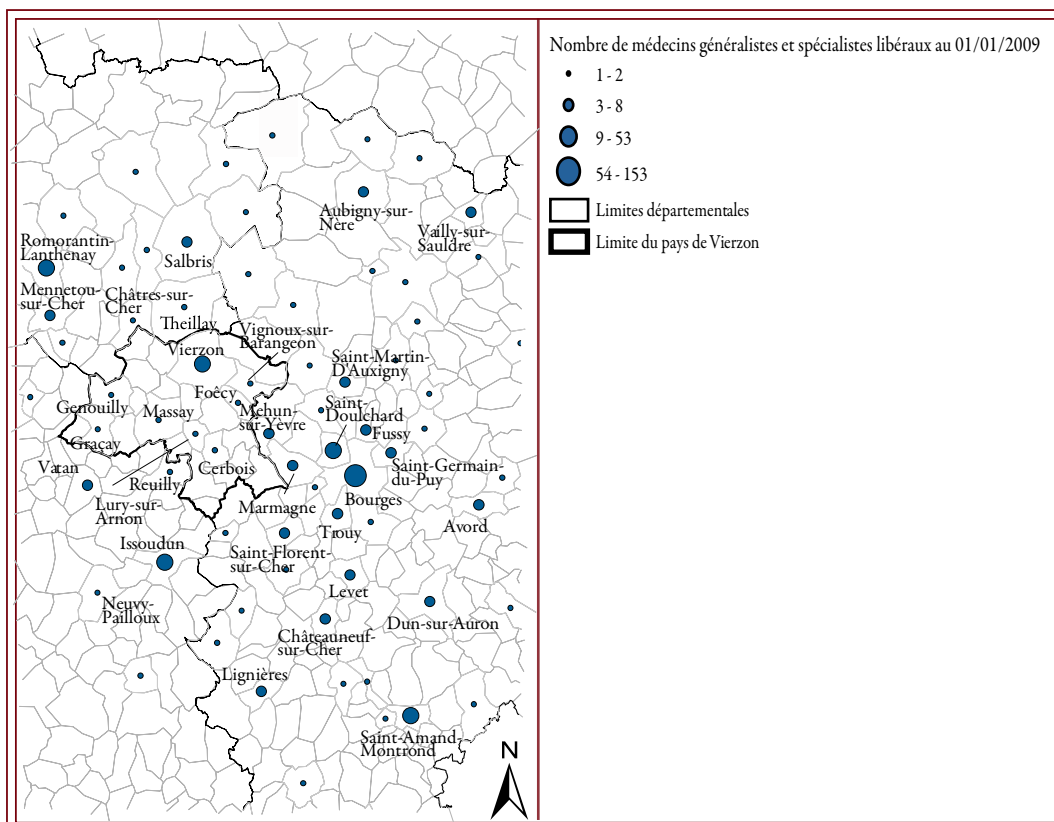 Nombre de médecins généralistes et spécialistes libéraux au 01/01/2009
1 - 2
3 - 8
9 - 53
54 - 153
Limites départementales
Limite du pays de Vierzon
Aubigny-sur-
Nère
Vailly-sur-
Sauldre
Romorantin-
Lanthenay
Salbris
Mennetou-
sur-Cher
Châtres-sur-
Cher
Theillay
Vignoux-sur-
Barangeon
Vierzon
Saint-Martin-
D'Auxigny
Foêcy
Genouilly
Massay
Mehun-
sur-Yèvre
Saint-
Doulchard
Fussy
Graçay
Vatan
Cerbois
Saint-Germain-
du-Puy
Reuilly
Lury-sur-
Arnon
Marmagne
Bourges
Avord
Trouy
Issoudun
Saint-Florent-
sur-Cher
Levet
Neuvy-
Pailloux
Dun-sur-Auron
Châteauneuf-
sur-Cher
Lignières
Saint-Amand-
Montrond
N